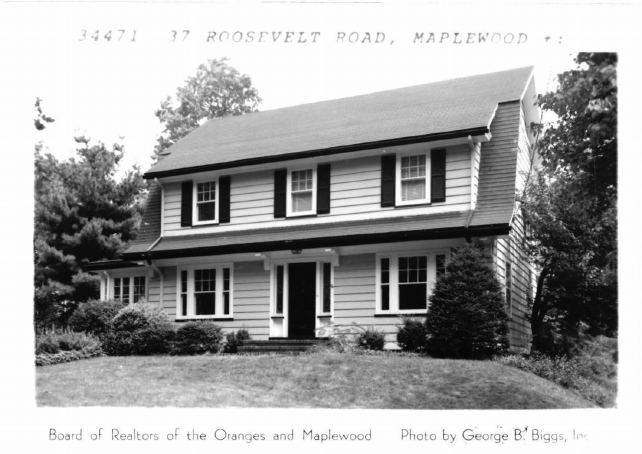 34471 37 ROOSEVELT ROAD, MAPLEWOOD
Board of Realtors of the Oranges and Maplewood Photo by George B. Biggs, Inc